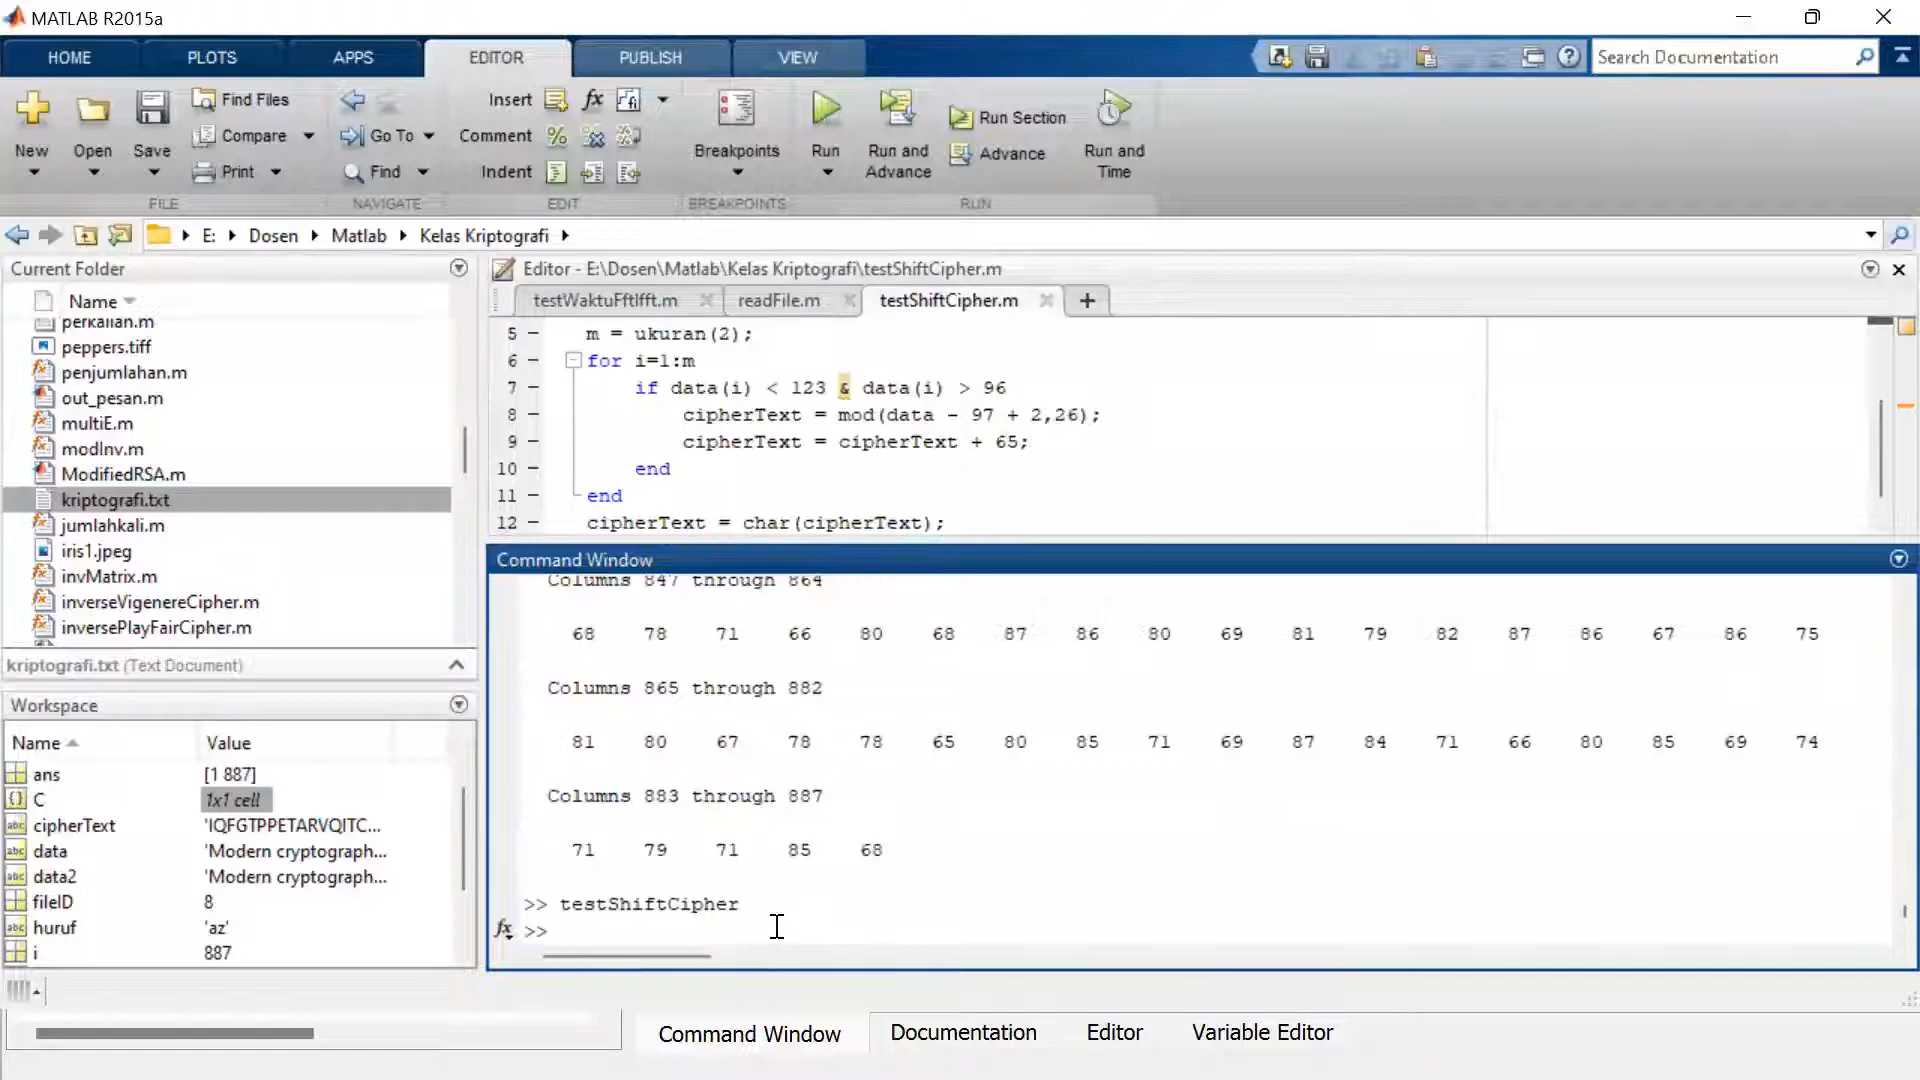 MATLAB R2015a
HOME PLOTS APPS EDITOR PUBLISH VIEW
Search Documentation
New Open Save Find Files Compare Print
Go To Find
Insert Comment Indent
Breakpoints Run Run and Advance Run Section Advance Run and Time
FILE NAVIGATE EDIT BREAKPOINTS RUN
E: Dosen Matlab Kelas Kriptografi
Current Folder
Name
perkalian.m
peppers.tiff
penjumlahan.m
out_pesan.m
multiE.m
modInv.m
ModifiedRSA.m
kriptografi.txt
jumlahkali.m
iris1.jpeg
invMatrix.m
inverseVigenereCipher.m
inversePlayFairCipher.m
kriptografi.txt (Text Document)
Workspace
Name Value
ans [1 887]
C 1x1 cell
cipherText 'IQFGTPPETARVQITC...
data 'Modern cryptograph...
data2 'Modern cryptograph...
fileID 8
huruf 'az'
i 887
Editor - E:\Dosen\Matlab\Kelas Kriptografi\testShiftCipher.m
testWaktuFftIfft.m readFile.m testShiftCipher.m
5 m = ukuran(2);
6 for i=1:m
7 if data(i) < 123 & data(i) > 96
8 cipherText = mod(data - 97 + 2,26);
9 cipherText = cipherText + 65;
10 end
11 end
12 cipherText = char(cipherText);
Command Window
Columns 847 through 864
68 78 71 66 80 68 87 86 80 69 81 79 82 87 86 67 86 75
Columns 865 through 882
81 80 67 78 78 65 80 85 71 69 87 84 71 66 80 85 69 74
Columns 883 through 887
71 79 71 85 68
>> testShiftCipher
fx >>
Command Window Documentation Editor Variable Editor